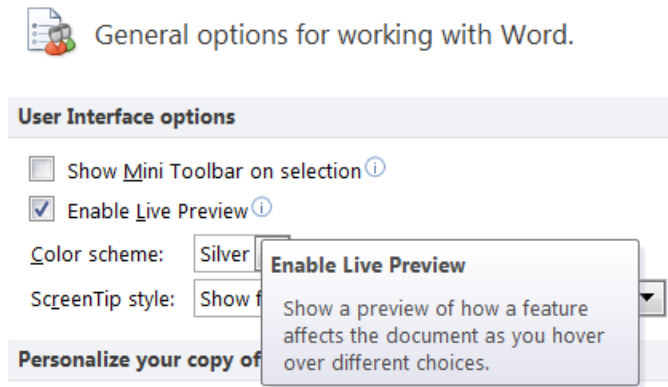 General options for working with Word.
User Interface options
Show Mini Toolbar on selection
Enable Live Preview
Color scheme: Silver
Enable Live Preview
ScreenTip style: Show
Show a preview of how a feature
affects the document as you hover
over different choices.
Personalize your copy of